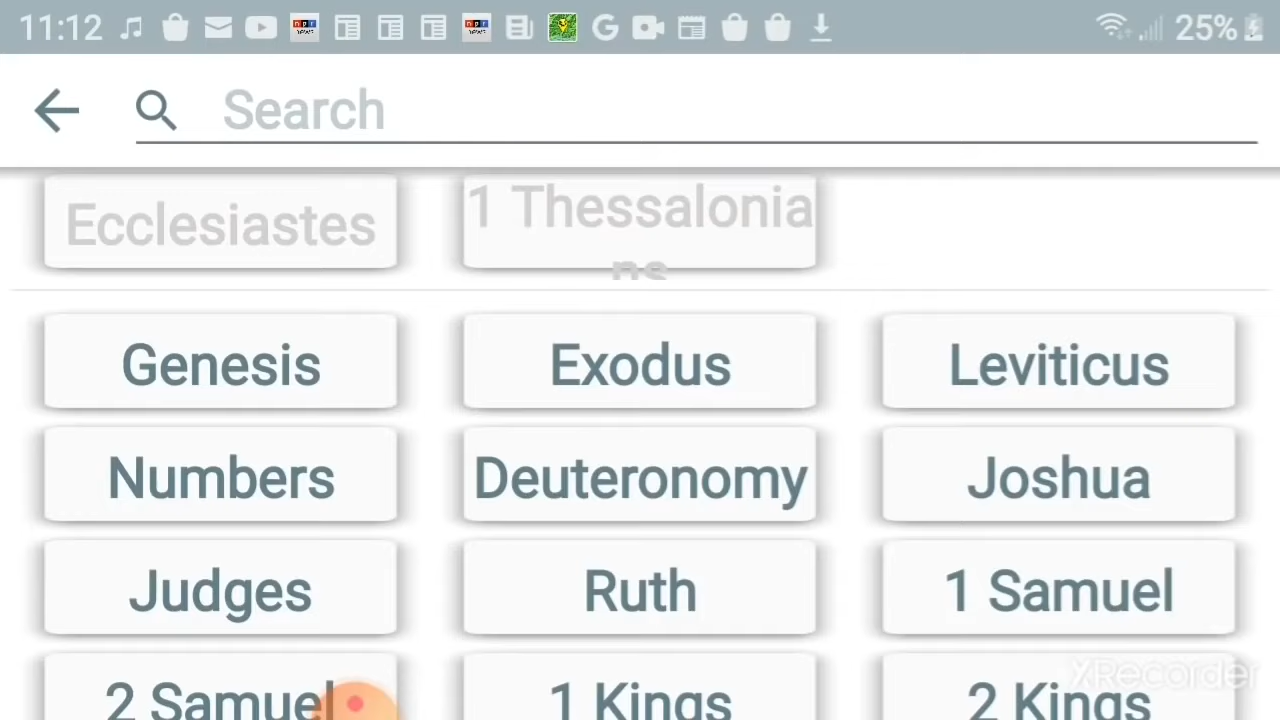 11:12
25%
Search
Ecclesiastes
1 Thessalonia
ns
Genesis
Exodus
Leviticus
Numbers
Deuteronomy
Joshua
Judges
Ruth
1 Samuel
2 Samuel
1 Kings
2 Kings
XRecorder